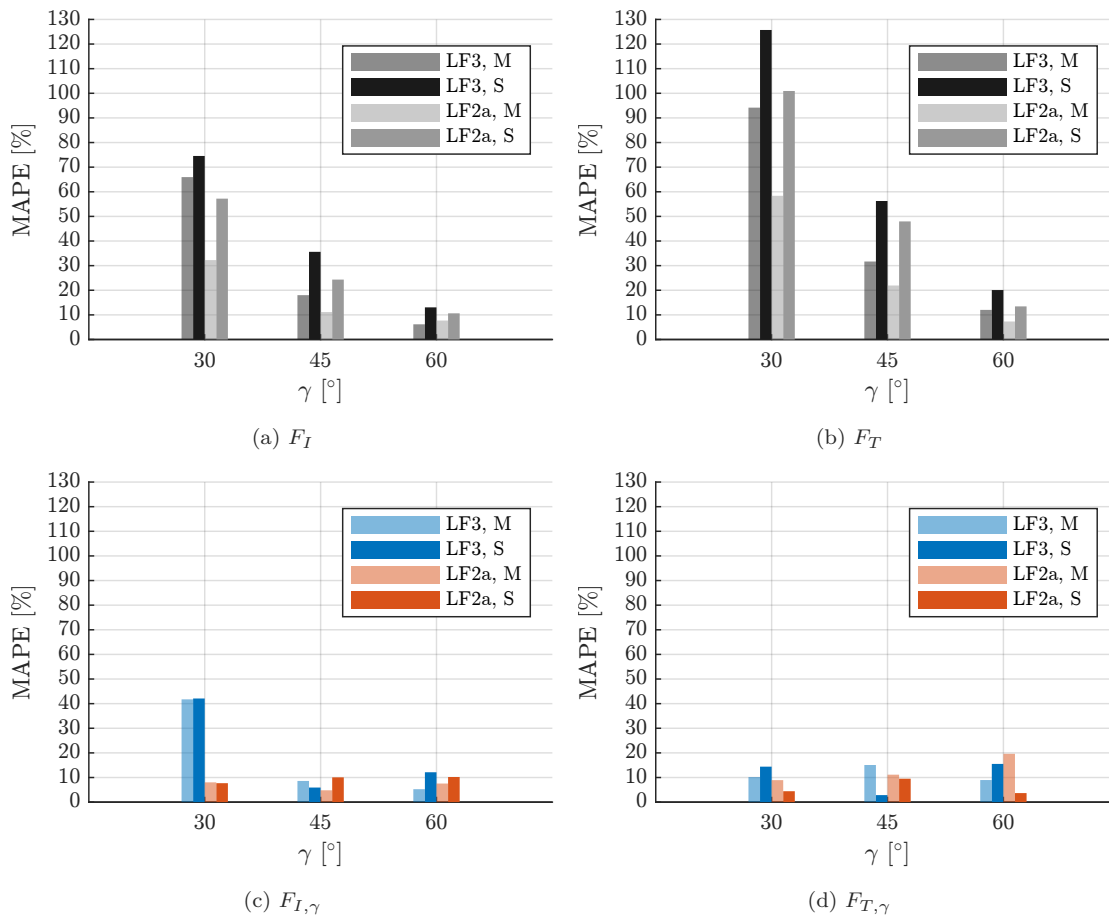 130
120
110
100
90
80
70
60
50
40
30
20
10
0
MAPE [%]
LF3, M
LF3, S
LF2a, M
LF2a, S
30 45 60
γ [°]
(a) F_I
130
120
110
100
90
80
70
60
50
40
30
20
10
0
MAPE [%]
LF3, M
LF3, S
LF2a, M
LF2a, S
30 45 60
γ [°]
(b) F_T
130
120
110
100
90
80
70
60
50
40
30
20
10
0
MAPE [%]
LF3, M
LF3, S
LF2a, M
LF2a, S
30 45 60
γ [°]
(c) F_{I,γ}
130
120
110
100
90
80
70
60
50
40
30
20
10
0
MAPE [%]
LF3, M
LF3, S
LF2a, M
LF2a, S
30 45 60
γ [°]
(d) F_{T,γ}